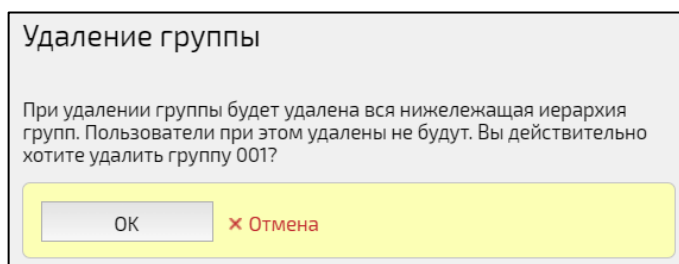 Удаление группы
При удалении группы будет удалена вся нижележащая иерархия
групп. Пользователи при этом удалены не будут. Вы действительно
хотите удалить группу 001?
ОК × Отмена